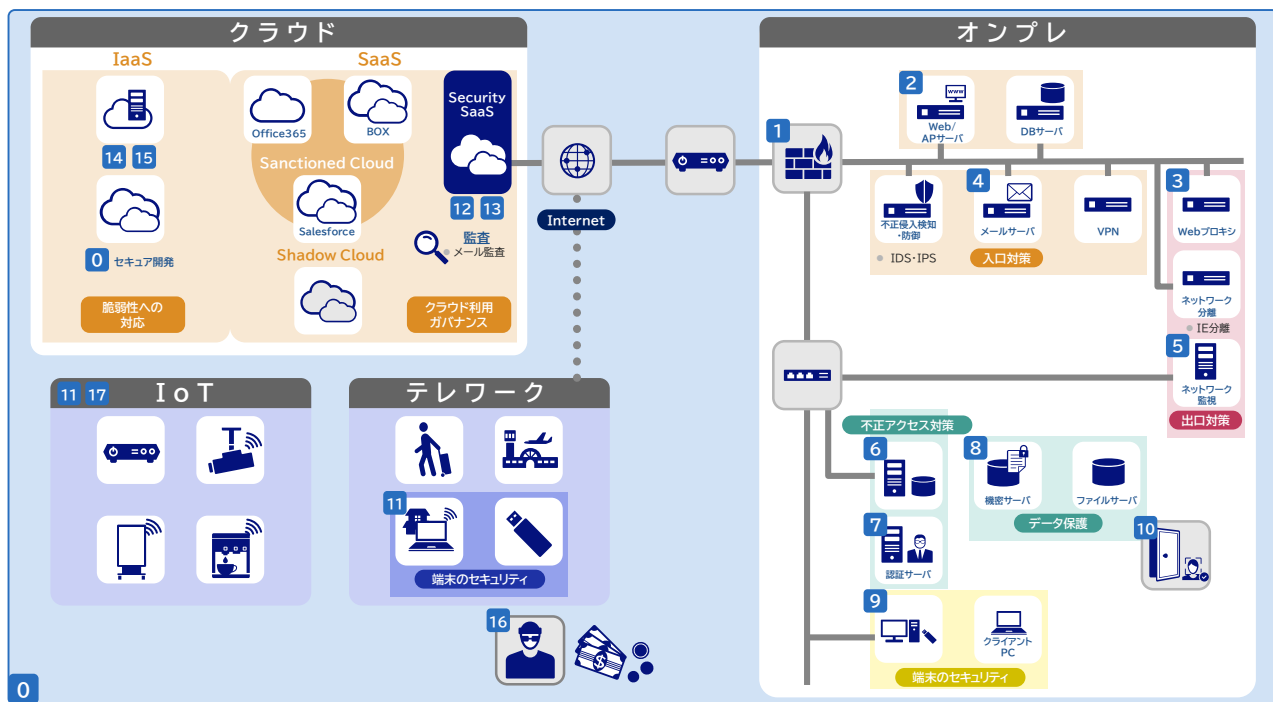 クラウド
IaaS
SaaS
Office365
BOX
Security
SaaS
14 15
Sanctioned Cloud
Salesforce
12 13
0 セキュア開発
監査
メール監査
Shadow Cloud
脆弱性への
対応
クラウド利用
ガバナンス
Internet
オンプレ
1
2
www
Web/
APサーバ
DBサーバ
不正侵入検知
・防御
IDS・IPS
4
メールサーバ
入口対策
VPN
3
Webプロキシ
ネットワーク
分離
IE分離
5
ネットワーク
監視
出口対策
不正アクセス対策
6
7
認証サーバ
8
機密サーバ
ファイルサーバ
データ保護
10
9
クライアント
PC
端末のセキュリティ
11 17
IoT
テレワーク
11
端末のセキュリティ
16
$
0